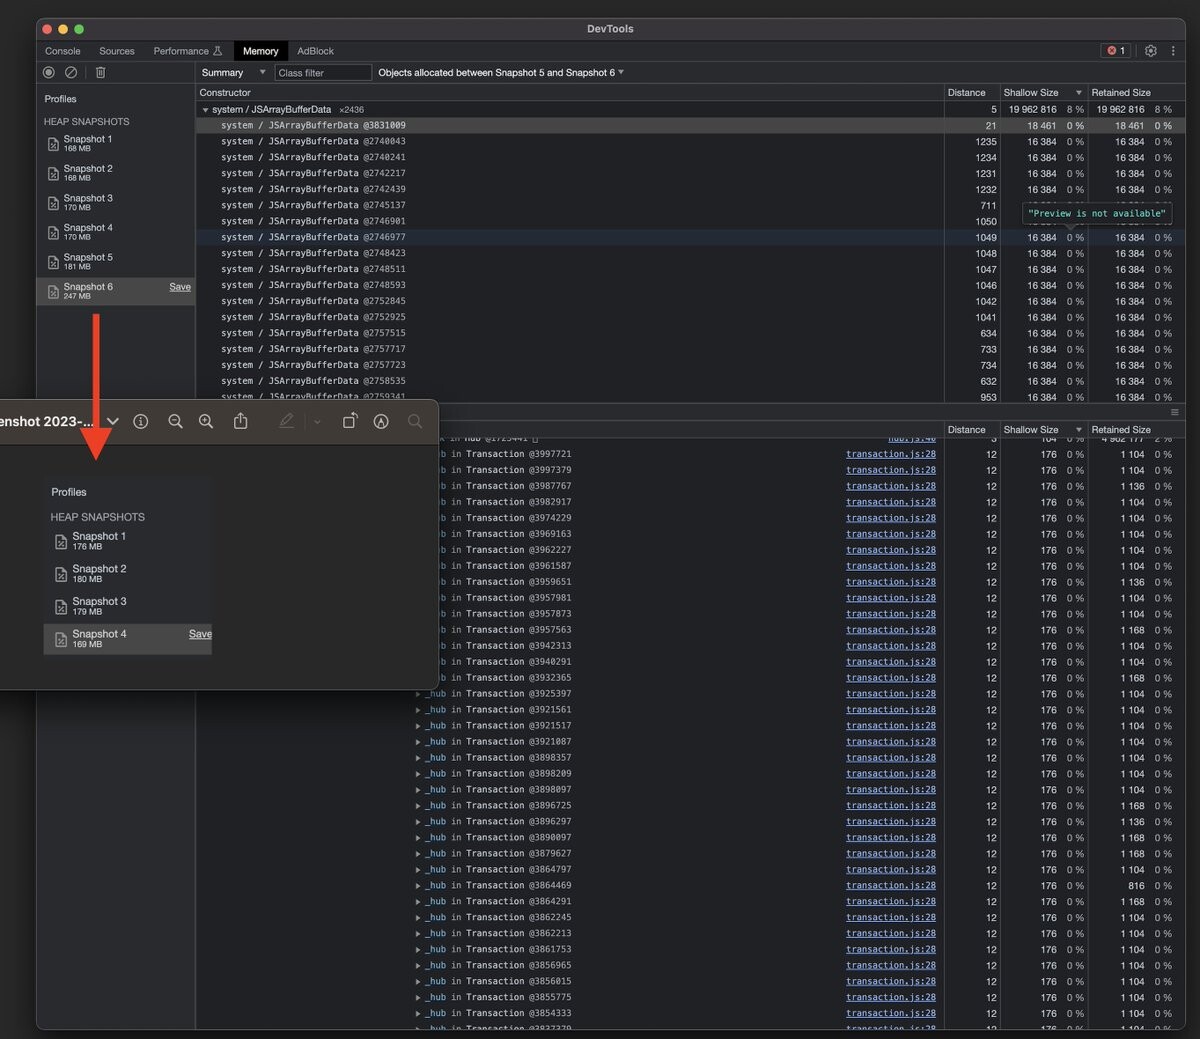 DevTools
Console Sources Performance Memory AdBlock 1
Summary Class filter Objects allocated between Snapshot 5 and Snapshot 6
Profiles
HEAP SNAPSHOTS
Snapshot 1
168 MB
Snapshot 2
168 MB
Snapshot 3
170 MB
Snapshot 4
170 MB
Snapshot 5
181 MB
Snapshot 6 Save
247 MB
Constructor Distance Shallow Size Retained Size
system / JSArrayBufferData ×2436 5 19 962 816 8 % 19 962 816 8 %
system / JSArrayBufferData @3831009 21 18 461 0 % 18 461 0 %
system / JSArrayBufferData @2740043 1235 16 384 0 % 16 384 0 %
system / JSArrayBufferData @2740241 1234 16 384 0 % 16 384 0 %
system / JSArrayBufferData @2742217 1231 16 384 0 % 16 384 0 %
system / JSArrayBufferData @2742439 1232 16 384 0 % 16 384 0 %
system / JSArrayBufferData @2745137 711
system / JSArrayBufferData @2746901 1050
"Preview is not available"
system / JSArrayBufferData @2746977 1049 16 384 0 % 16 384 0 %
system / JSArrayBufferData @2748423 1048 16 384 0 % 16 384 0 %
system / JSArrayBufferData @2748511 1047 16 384 0 % 16 384 0 %
system / JSArrayBufferData @2748593 1046 16 384 0 % 16 384 0 %
system / JSArrayBufferData @2752845 1042 16 384 0 % 16 384 0 %
system / JSArrayBufferData @2752925 1041 16 384 0 % 16 384 0 %
system / JSArrayBufferData @2757515 634 16 384 0 % 16 384 0 %
system / JSArrayBufferData @2757717 733 16 384 0 % 16 384 0 %
system / JSArrayBufferData @2757723 734 16 384 0 % 16 384 0 %
system / JSArrayBufferData @2758535 632 16 384 0 % 16 384 0 %
system / JSArrayBufferData @2759341 953 16 384 0 % 16 384 0 %
enshot 2023-...
Profiles
HEAP SNAPSHOTS
Snapshot 1
176 MB
Snapshot 2
180 MB
Snapshot 3
179 MB
Snapshot 4 Save
169 MB
Distance Shallow Size Retained Size
in Hub @1723441 hub.js:40 3 104 0 % 4 962 177 2 %
b in Transaction @3997721 transaction.js:28 12 176 0 % 1 104 0 %
b in Transaction @3997379 transaction.js:28 12 176 0 % 1 104 0 %
b in Transaction @3987767 transaction.js:28 12 176 0 % 1 136 0 %
b in Transaction @3982917 transaction.js:28 12 176 0 % 1 104 0 %
b in Transaction @3974229 transaction.js:28 12 176 0 % 1 104 0 %
b in Transaction @3969163 transaction.js:28 12 176 0 % 1 104 0 %
b in Transaction @3962227 transaction.js:28 12 176 0 % 1 104 0 %
b in Transaction @3961587 transaction.js:28 12 176 0 % 1 104 0 %
b in Transaction @3959651 transaction.js:28 12 176 0 % 1 136 0 %
b in Transaction @3957981 transaction.js:28 12 176 0 % 1 104 0 %
b in Transaction @3957873 transaction.js:28 12 176 0 % 1 104 0 %
b in Transaction @3957563 transaction.js:28 12 176 0 % 1 168 0 %
b in Transaction @3942313 transaction.js:28 12 176 0 % 1 104 0 %
b in Transaction @3940291 transaction.js:28 12 176 0 % 1 104 0 %
b in Transaction @3932365 transaction.js:28 12 176 0 % 1 168 0 %
_hub in Transaction @3925397 transaction.js:28 12 176 0 % 1 104 0 %
_hub in Transaction @3921561 transaction.js:28 12 176 0 % 1 104 0 %
_hub in Transaction @3921517 transaction.js:28 12 176 0 % 1 104 0 %
_hub in Transaction @3921087 transaction.js:28 12 176 0 % 1 104 0 %
_hub in Transaction @3898357 transaction.js:28 12 176 0 % 1 104 0 %
_hub in Transaction @3898209 transaction.js:28 12 176 0 % 1 104 0 %
_hub in Transaction @3898097 transaction.js:28 12 176 0 % 1 104 0 %
_hub in Transaction @3896725 transaction.js:28 12 176 0 % 1 168 0 %
_hub in Transaction @3896297 transaction.js:28 12 176 0 % 1 136 0 %
_hub in Transaction @3890097 transaction.js:28 12 176 0 % 1 168 0 %
_hub in Transaction @3879627 transaction.js:28 12 176 0 % 1 168 0 %
_hub in Transaction @3864797 transaction.js:28 12 176 0 % 1 104 0 %
_hub in Transaction @3864469 transaction.js:28 12 176 0 % 816 0 %
_hub in Transaction @3864291 transaction.js:28 12 176 0 % 1 168 0 %
_hub in Transaction @3862245 transaction.js:28 12 176 0 % 1 104 0 %
_hub in Transaction @3862213 transaction.js:28 12 176 0 % 1 104 0 %
_hub in Transaction @3861753 transaction.js:28 12 176 0 % 1 104 0 %
_hub in Transaction @3856965 transaction.js:28 12 176 0 % 1 104 0 %
_hub in Transaction @3856015 transaction.js:28 12 176 0 % 1 104 0 %
_hub in Transaction @3855775 transaction.js:28 12 176 0 % 1 104 0 %
_hub in Transaction @3854333 transaction.js:28 12 176 0 % 1 104 0 %
_hub in Transaction @3837379 transaction.js:28 12 176 0 % 1 104 0 %